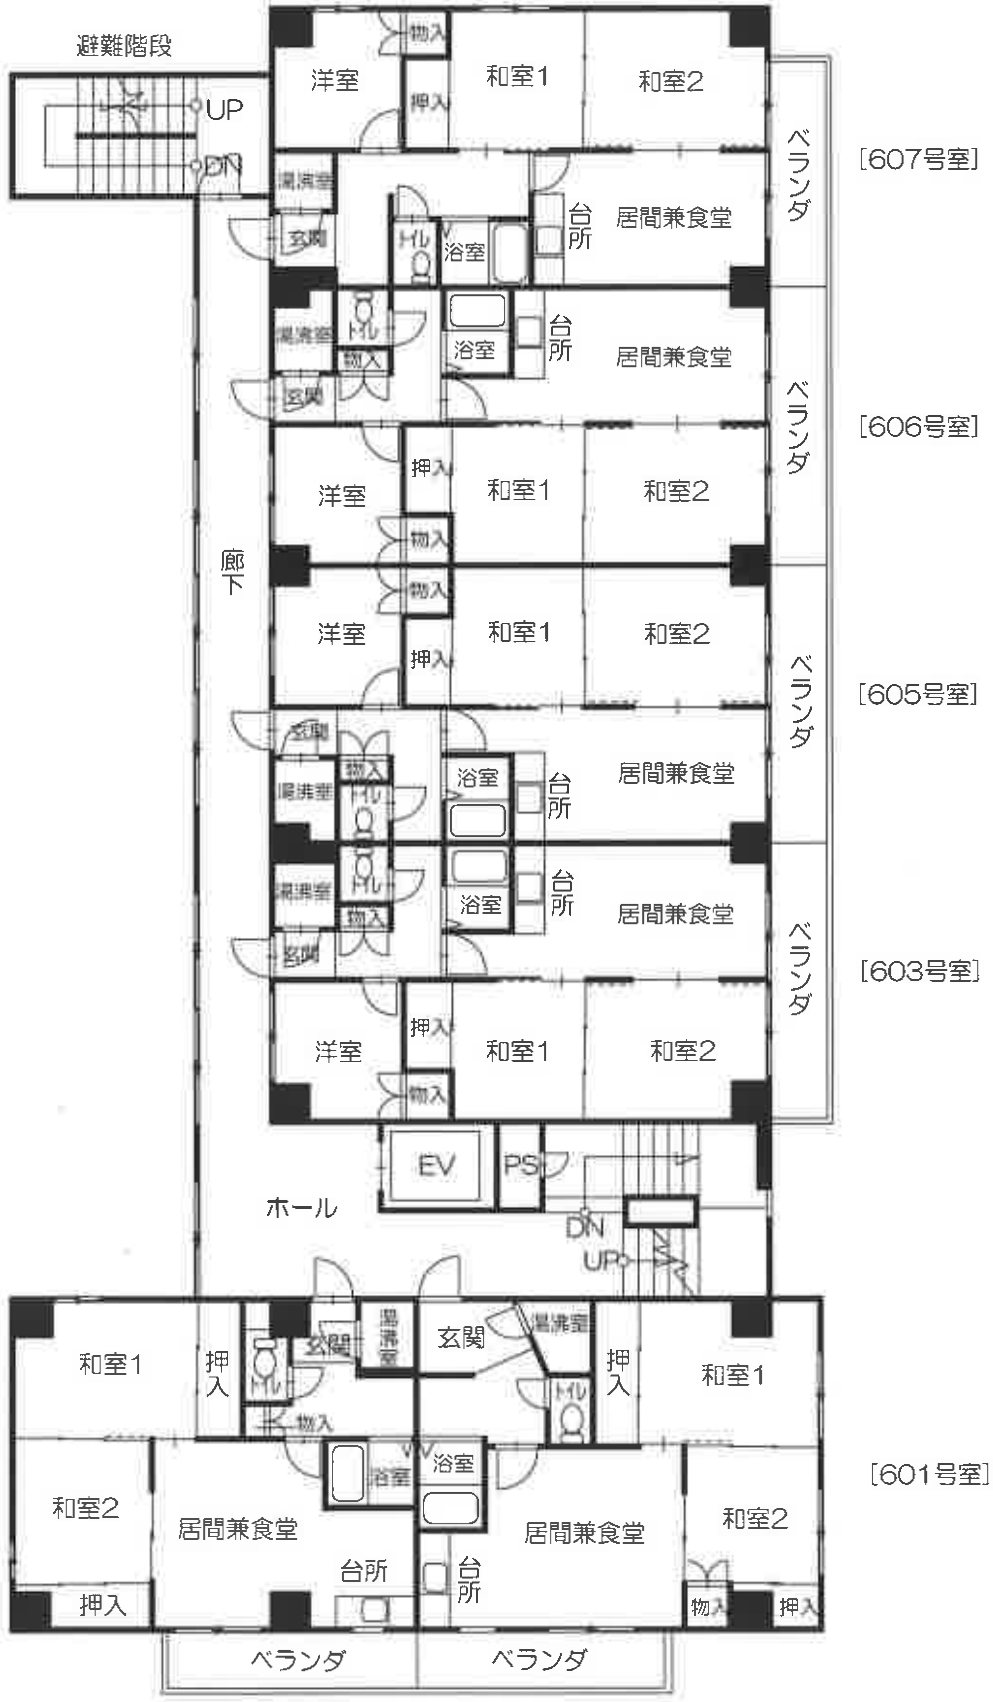 避難階段
UP
DN
洋室
物入
押入
和室1
和室2
ベランダ
[607号室]
湯沸室
玄関
トイレ
浴室
台所
居間兼食堂
湯沸室
トイレ
物入
玄関
浴室
台所
居間兼食堂
ベランダ
[606号室]
洋室
押入
物入
和室1
和室2
廊下
洋室
物入
押入
和室1
和室2
ベランダ
[605号室]
玄関
湯沸室
物入
トイレ
浴室
台所
居間兼食堂
湯沸室
トイレ
物入
玄関
浴室
台所
居間兼食堂
ベランダ
[603号室]
洋室
押入
物入
和室1
和室2
EV
PS
ホール
DN
UP
和室1
押入
トイレ
玄関
湯沸室
物入
浴室
和室2
居間兼食堂
台所
押入
ベランダ
玄関
湯沸室
トイレ
押入
和室1
浴室
居間兼食堂
台所
和室2
物入
押入
ベランダ
[601号室]